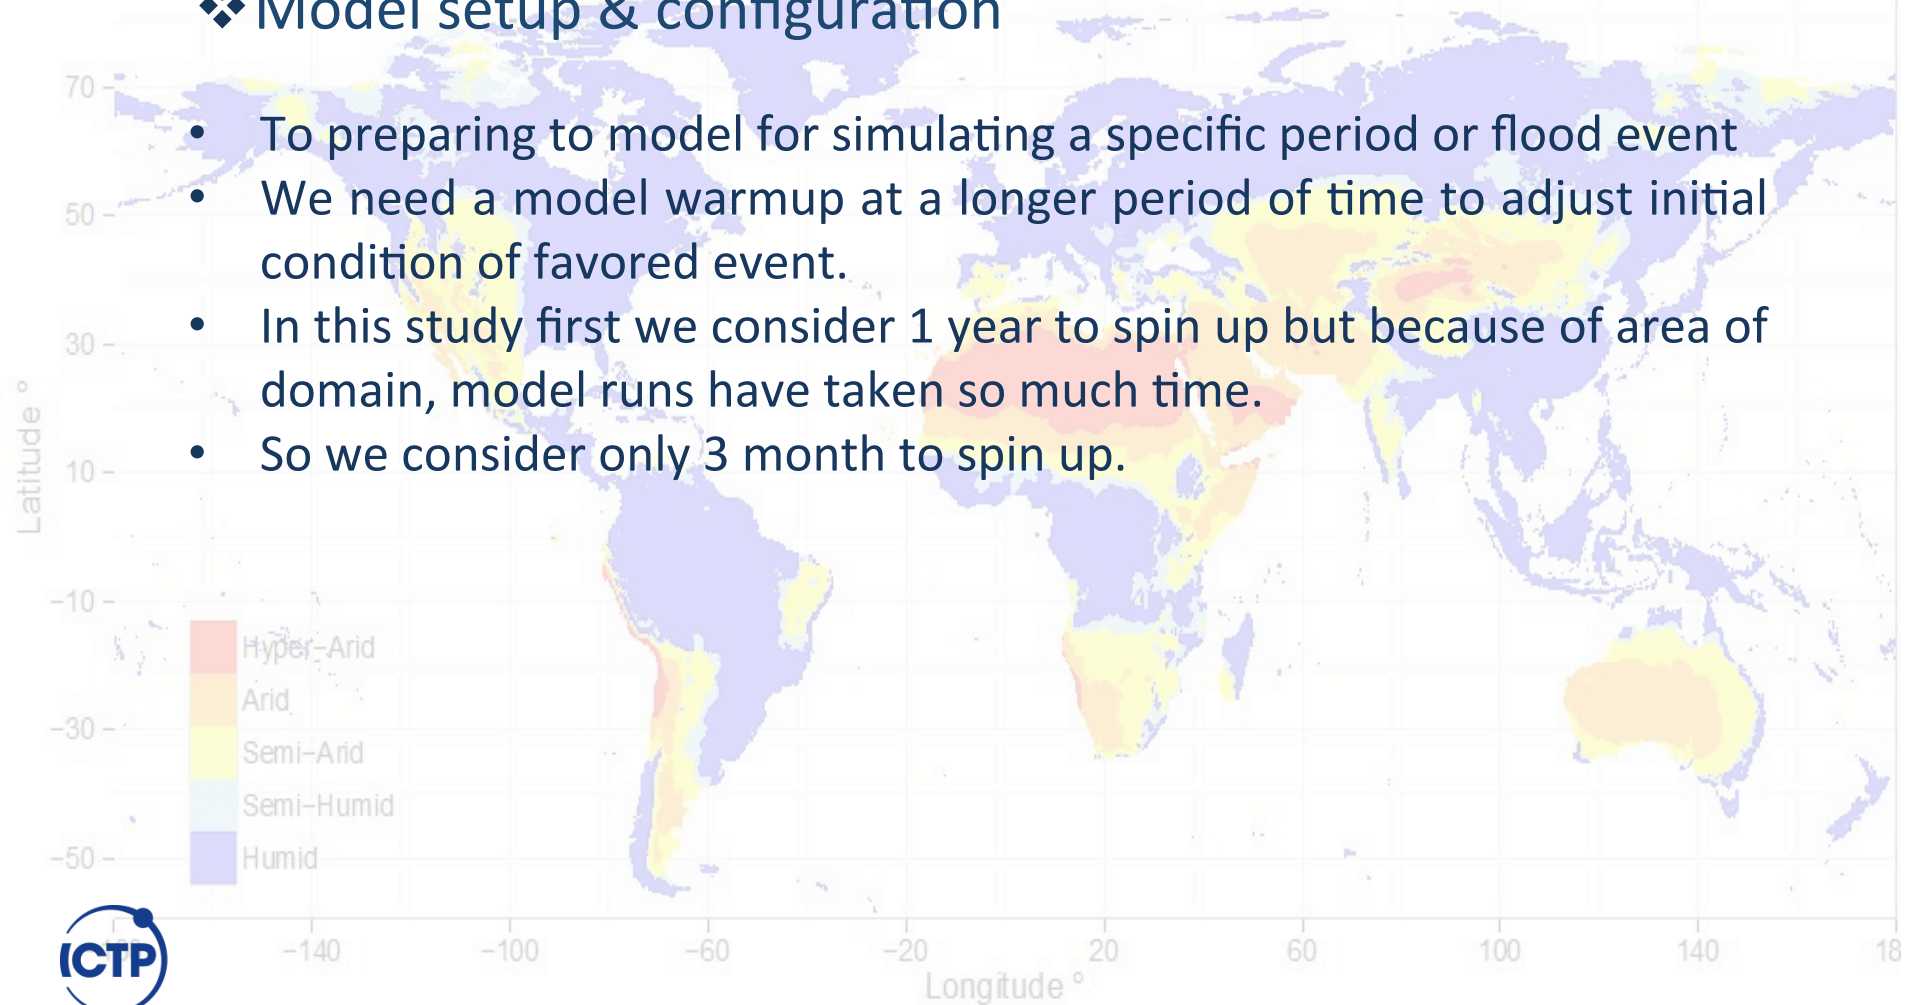 ❖Model setup & configuration
• To preparing to model for simulating a specific period or flood event
• We need a model warmup at a longer period of time to adjust initial
condition of favored event.
• In this study first we consider 1 year to spin up but because of area of
domain, model runs have taken so much time.
• So we consider only 3 month to spin up.
70
50
30
10
−10
−30
−50
Latitude °
Hyper−Arid
Arid
Semi−Arid
Semi−Humid
Humid
−140
−100
−60
−20
20
60
100
140
18
Longitude °
ICTP